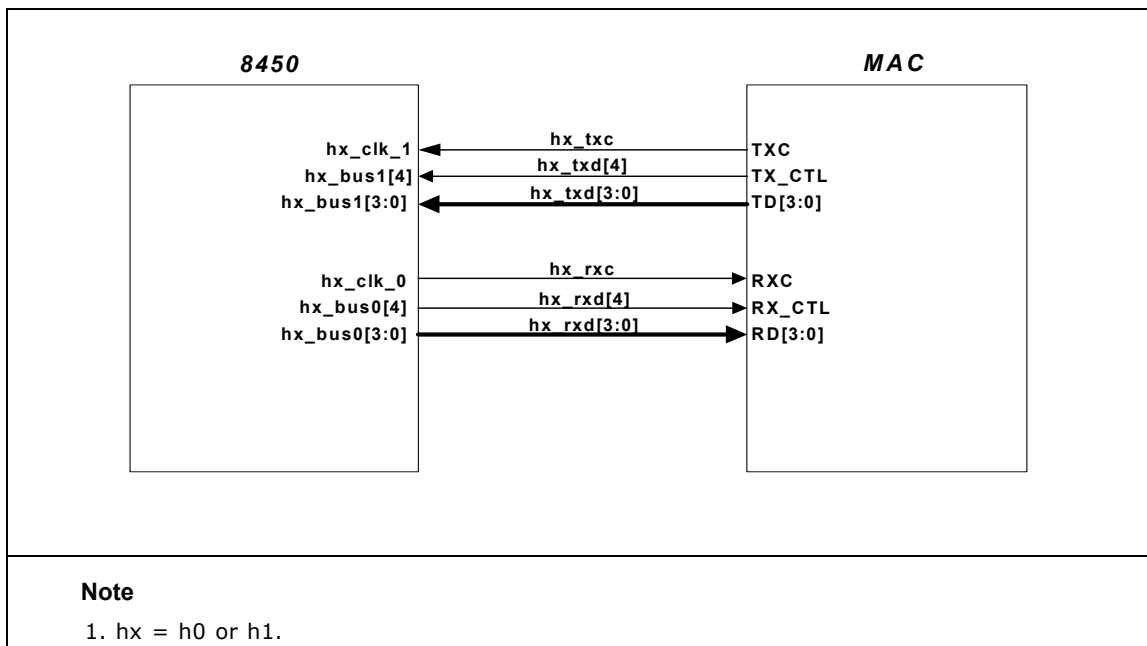 8450 MAC
hx_clk_1 hx_txc TXC
hx_bus1[4] hx_txd[4] TX_CTL
hx_bus1[3:0] hx_txd[3:0] TD[3:0]
hx_clk_0 hx_rxc RXC
hx_bus0[4] hx_rxd[4] RX_CTL
hx_bus0[3:0] hx_rxd[3:0] RD[3:0]
Note
1. hx = h0 or h1.